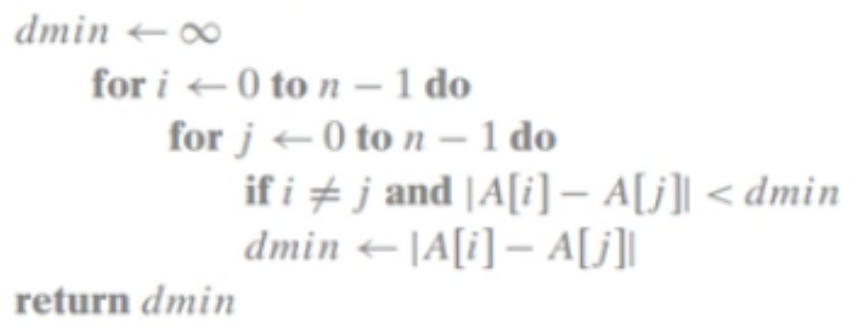 dmin ← ∞
for i ← 0 to n − 1 do
for j ← 0 to n − 1 do
if i ≠ j and |A[i] − A[j]| < dmin
dmin ← |A[i] − A[j]|
return dmin